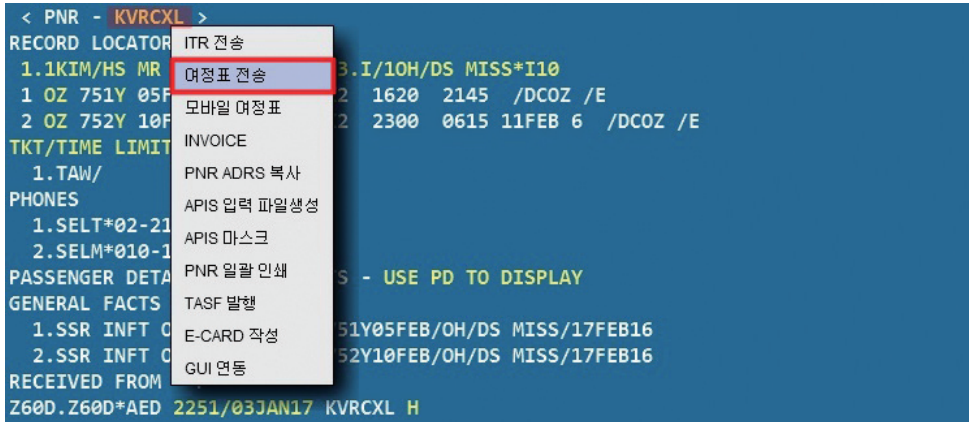 < PNR - KVRCXL >
RECORD LOCATOR
1.1KIM/HS MR 3.I/1OH/DS MISS*I10
1 OZ 751Y 05F 2 1620 2145 /DCOZ /E
2 OZ 752Y 10F 2 2300 0615 11FEB 6 /DCOZ /E
TKT/TIME LIMIT
1.TAW/
PHONES
1.SELT*02-21
2.SELM*010-1
PASSENGER DETA S - USE PD TO DISPLAY
GENERAL FACTS
1.SSR INFT O 51Y05FEB/OH/DS MISS/17FEB16
2.SSR INFT O 52Y10FEB/OH/DS MISS/17FEB16
RECEIVED FROM
Z60D.Z60D*AED 2251/03JAN17 KVRCXL H
ITR 전송
여정표 전송
모바일 여정표
INVOICE
PNR ADRS 복사
APIS 입력 파일생성
APIS 마스크
PNR 일괄 인쇄
TASF 발행
E-CARD 작성
GUI 연동